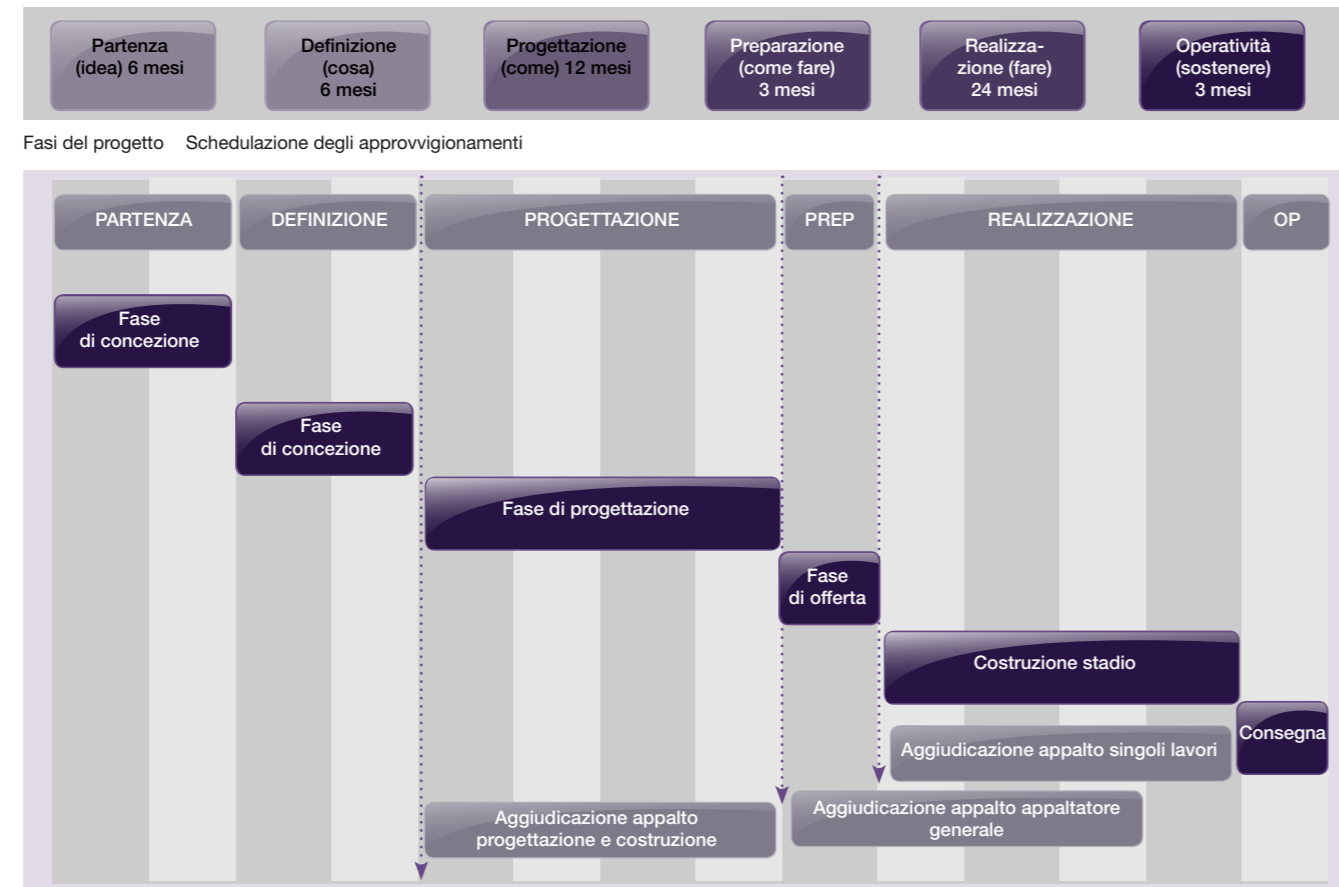 Partenza
(idea) 6 mesi
Definizione
(cosa)
6 mesi
Progettazione
(come) 12 mesi
Preparazione
(come fare)
3 mesi
Realizza-
zione (fare)
24 mesi
Operatività
(sostenere)
3 mesi
Fasi del progetto Schedulazione degli approvvigionamenti
PARTENZA
DEFINIZIONE
PROGETTAZIONE
PREP
REALIZZAZIONE
OP
Fase
di concezione
Fase
di concezione
Fase di progettazione
Fase
di offerta
Costruzione stadio
Consegna
Aggiudicazione appalto singoli lavori
Aggiudicazione appalto
progettazione e costruzione
Aggiudicazione appalto appaltatore
generale